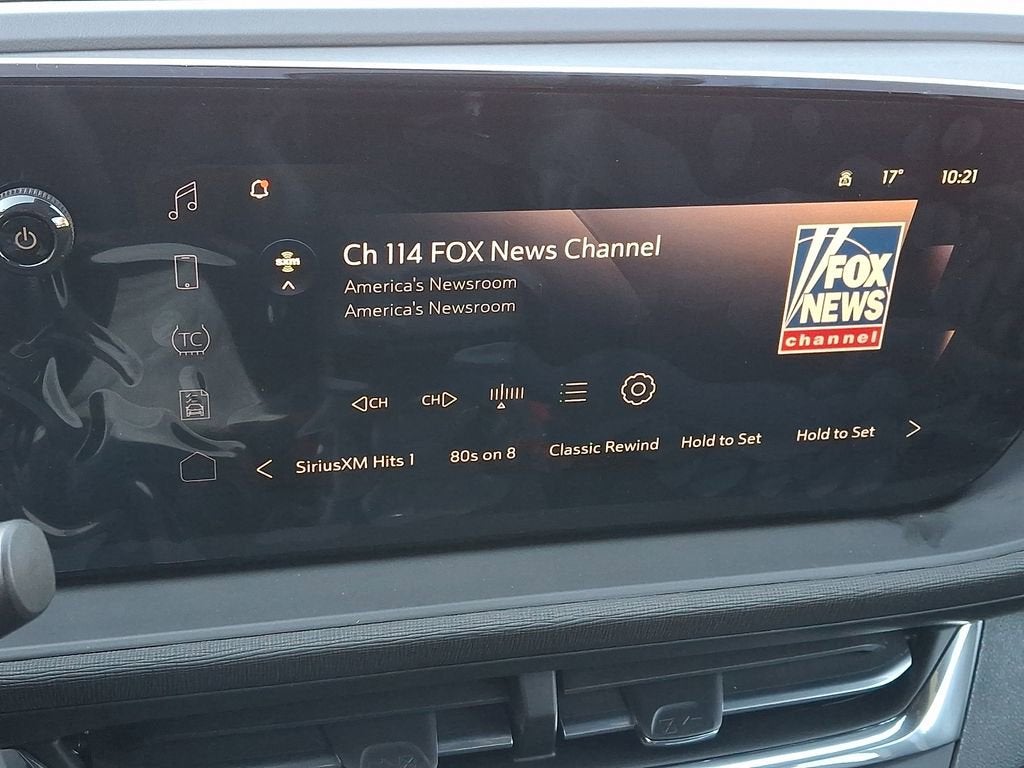 17° 10:21
sxm
Ch 114 FOX News Channel
America's Newsroom
America's Newsroom
FOX
NEWS
channel
TC
CH CH
SiriusXM Hits 1 80s on 8 Classic Rewind Hold to Set Hold to Set